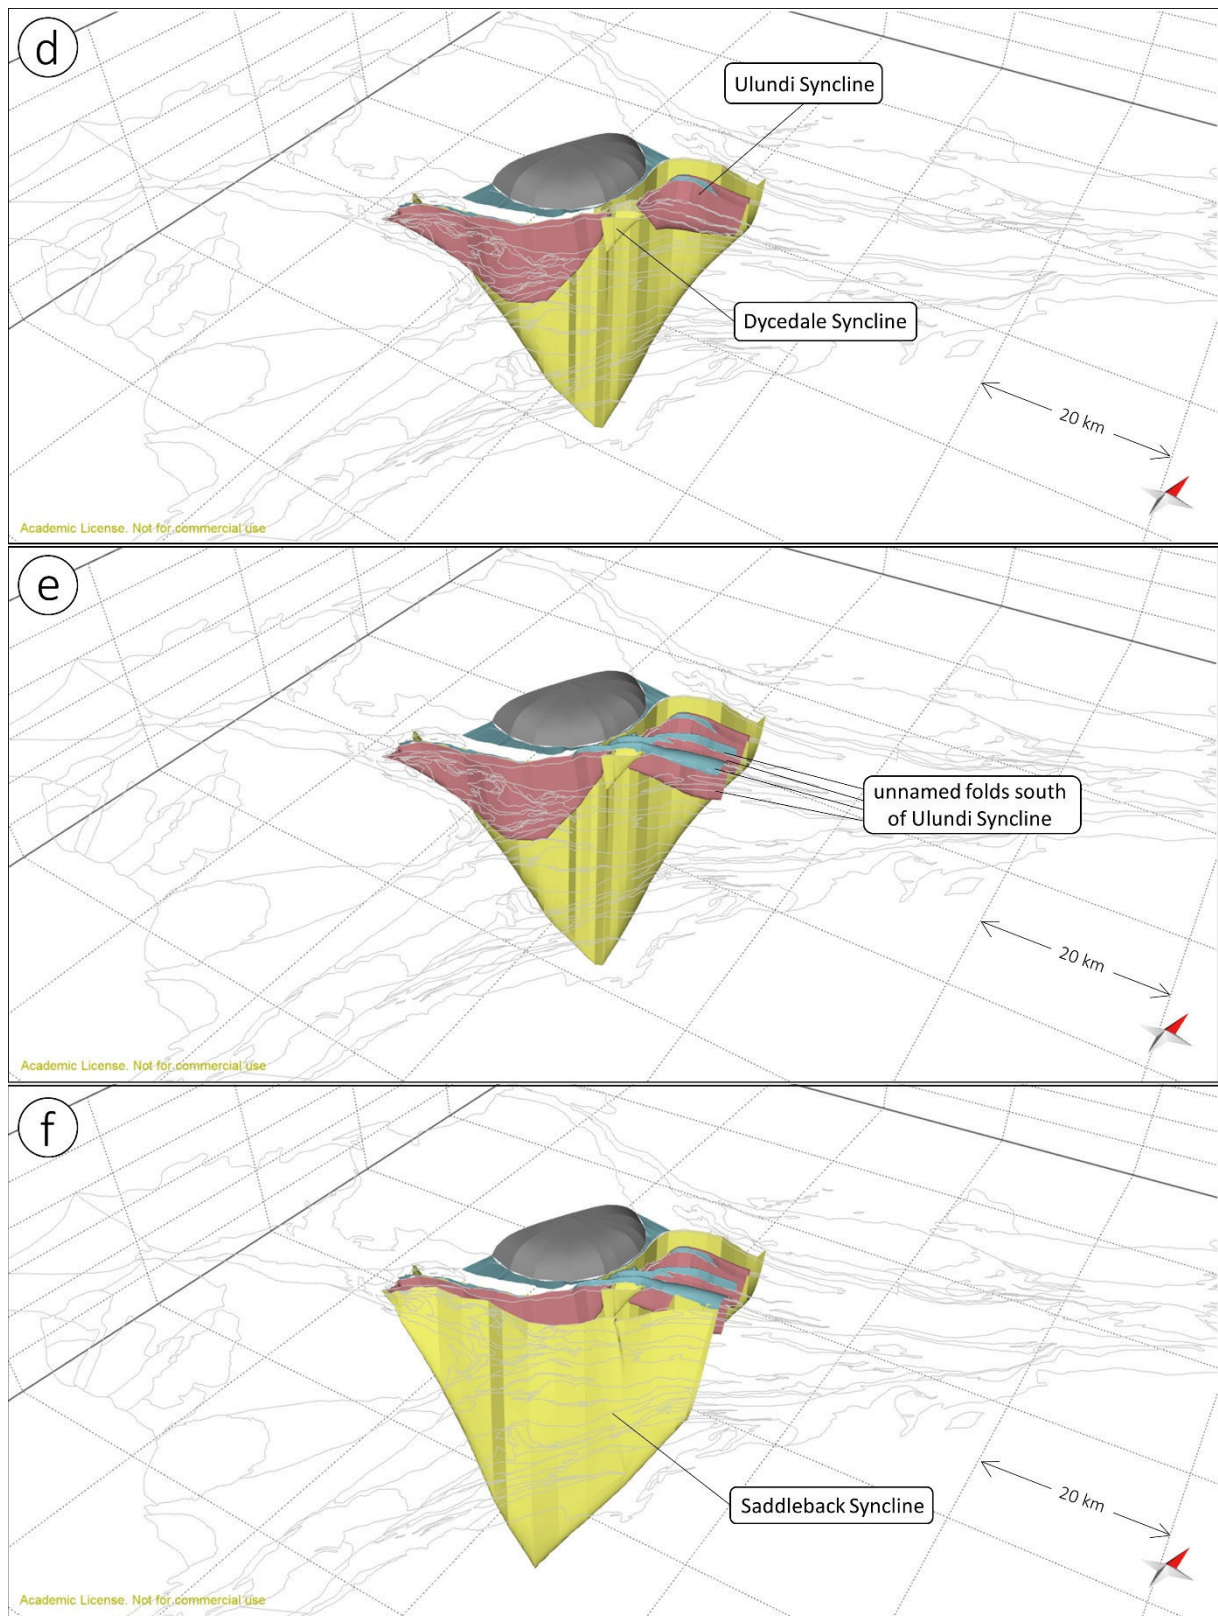 d
Ulundi Syncline
Dycedale Syncline
20 km
Academic License. Not for commercial use
e
unnamed folds south
of Ulundi Syncline
20 km
Academic License. Not for commercial use
f
20 km
Saddleback Syncline
Academic License. Not for commercial use